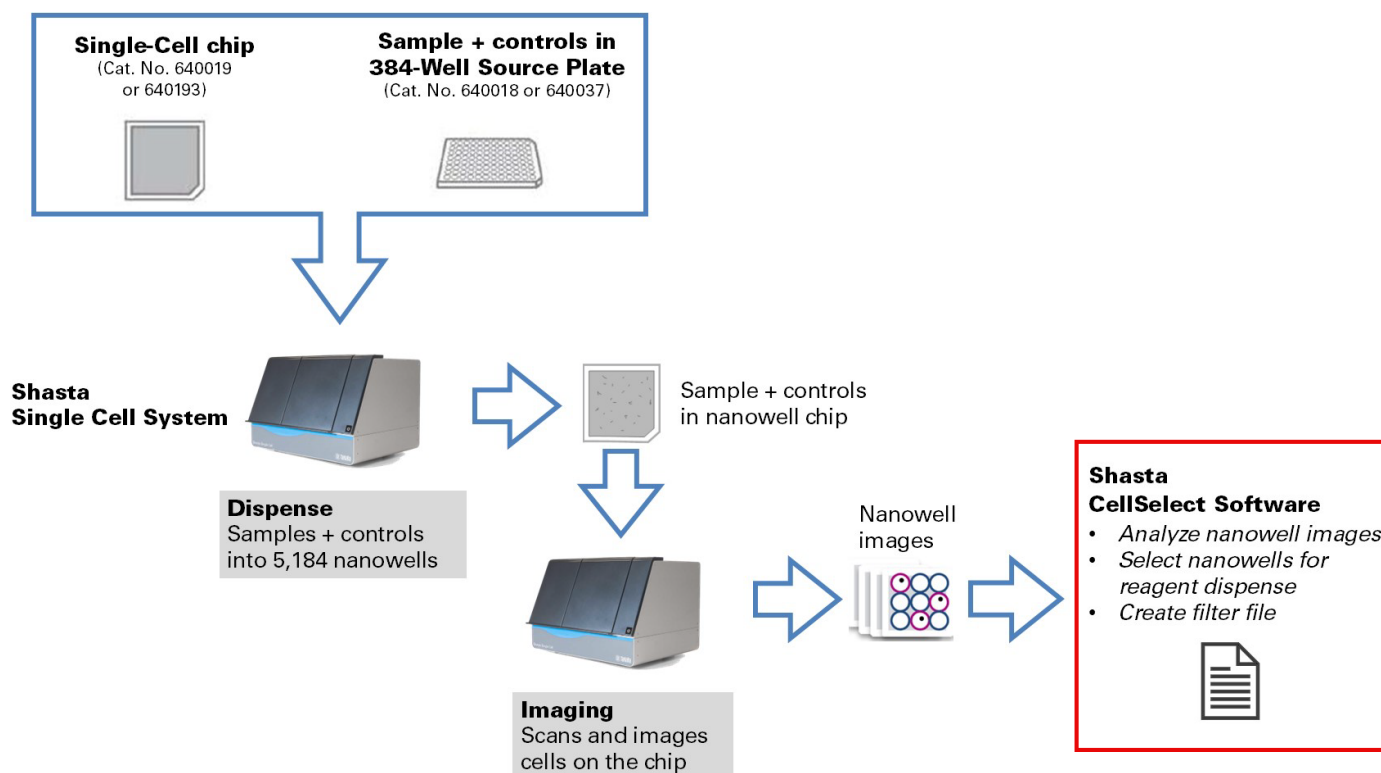 Single-Cell chip
(Cat. No. 640019
or 640193)
Sample + controls in
384-Well Source Plate
(Cat. No. 640018 or 640037)
Shasta
Single Cell System
Sample + controls
in nanowell chip
Dispense
Samples + controls
into 5,184 nanowells
Nanowell
images
Imaging
Scans and images
cells on the chip
Shasta
CellSelect Software
• Analyze nanowell images
• Select nanowells for
reagent dispense
• Create filter file